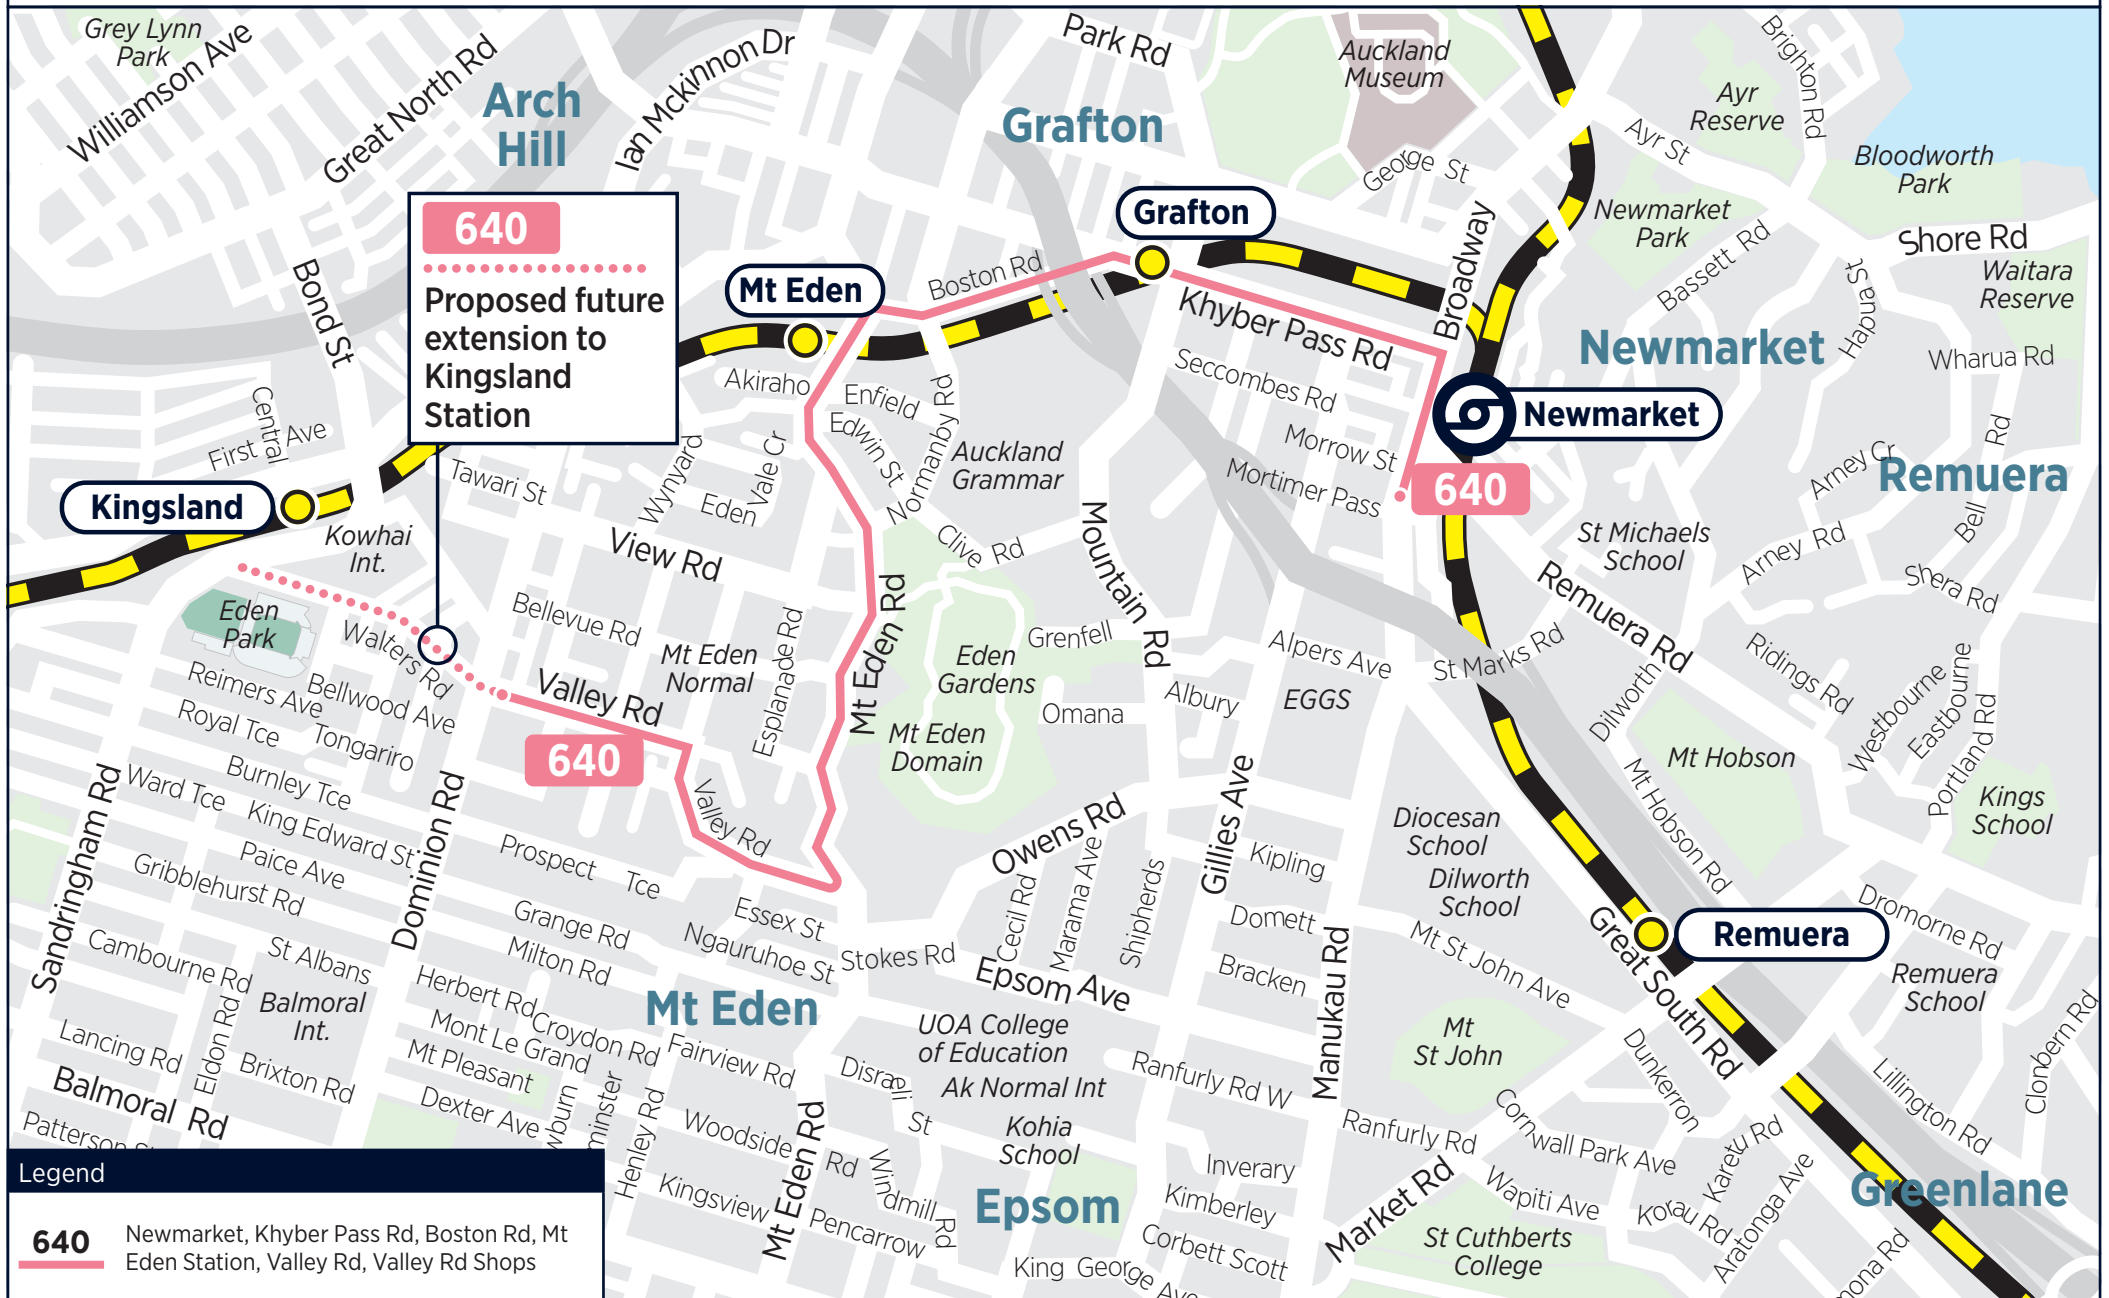 Grey Lynn
Park
Williamson Ave
Great North Rd
Arch
Hill
Ian Mckinnon Dr
Park Rd
Grafton
Auckland
Museum
George St
Brighton Rd
Ayr
Reserve
Ayr St
Bloodworth
Park
Newmarket
Park
Bassett Rd
Shore Rd
Waitara
Reserve
Hapua St
Wharua Rd
Bond St
640
Proposed future
extension to
Kingsland
Station
Mt Eden
Boston Rd
Grafton
Khyber Pass Rd
Broadway
Newmarket
Newmarket
640
Seccombes Rd
Morrow St
Mortimer Pass
Central
First Ave
Kingsland
Kowhai
Int.
Tawari St
Akiraho
Enfield
Edwin St
Normanby Rd
Wynyard
Eden
Vale Cr
View Rd
Auckland
Grammar
Clive Rd
Mountain Rd
Arney Cr
Remuera
Bell Rd
St Michaels
School
Arney Rd
Shera Rd
Remuera Rd
Eden
Park
Walters Rd
Bellevue Rd
Mt Eden
Normal
Esplanade Rd
Mt Eden Rd
Eden
Gardens
Mt Eden
Domain
Grenfell
Omana
Albury
Alpers Ave
EGGS
St Marks Rd
Dilworth
Ridings Rd
Westbourne
Eastbourne
Portland Rd
Mt Hobson
Mt Hobson Rd
Kings
School
Reimers Ave
Bellwood Ave
Royal Tce
Tongariro
Valley Rd
640
Valley Rd
Burnley Tce
Ward Tce
King Edward St
Paice Ave
Gribblehurst Rd
Sandringham Rd
Dominion Rd
Prospect Tce
Owens Rd
Gillies Ave
Kipling
Diocesan
School
Dilworth
School
Cecil Rd
Marama Ave
Shipherds
Domett
Essex St
Grange Rd
Ngauruhoe St
Stokes Rd
Milton Rd
Epsom Ave
Bracken
Manukau Rd
Mt St John Ave
Great South Rd
Remuera
Dromorne Rd
Remuera
School
Cambourne Rd
St Albans
Balmoral
Int.
Herbert Rd
Croydon Rd
Mont Le Grand
Mt Pleasant
Mt Eden
UOA College
of Education
Ak Normal Int
Kohia
School
Mt
St John
Dunkerron
Clonbern Rd
Lillington Rd
Lancing Rd
Eldon Rd
Brixton Rd
Balmoral Rd
Dexter Ave
Fairview Rd
Disraeli St
Ranfurly Rd W
Ranfurly Rd
Cornwall Park Ave
Karetu Rd
Henley Rd
Woodside Rd
Mt Eden Rd
Windmill Rd
Inverary
Kimberley
Wapiti Ave
Aratonga Ave
Greenlane
Kingsview
Pencarrow
Epsom
Corbett Scott
King George Ave
Market Rd
St Cuthberts
College
Legend
640
Newmarket, Khyber Pass Rd, Boston Rd, Mt
Eden Station, Valley Rd, Valley Rd Shops